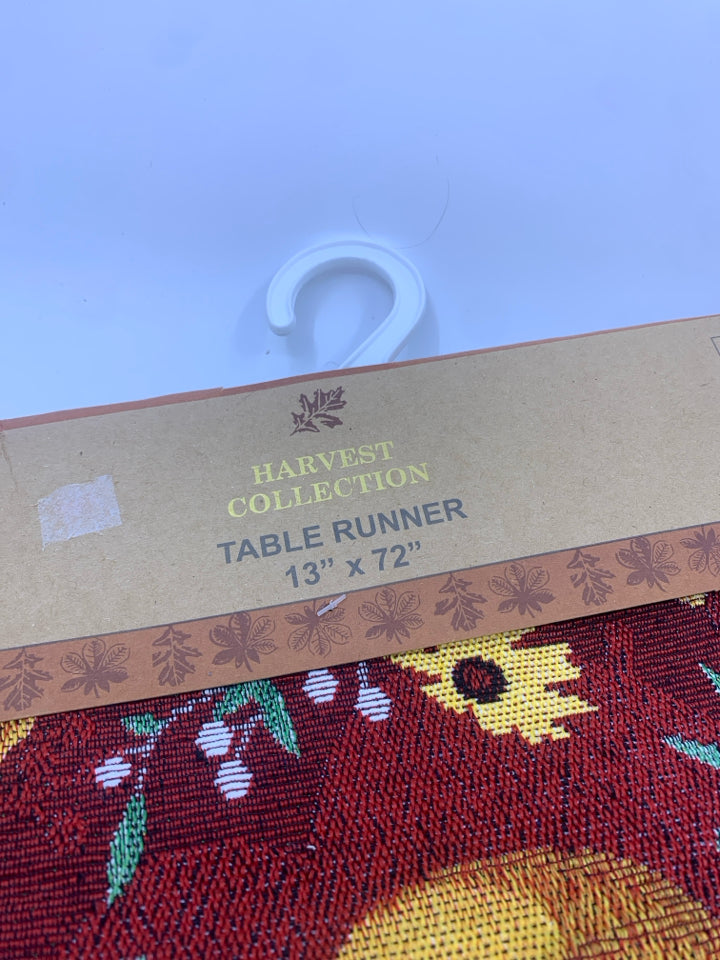 HARVEST
COLLECTION
TABLE RUNNER
13” x 72”